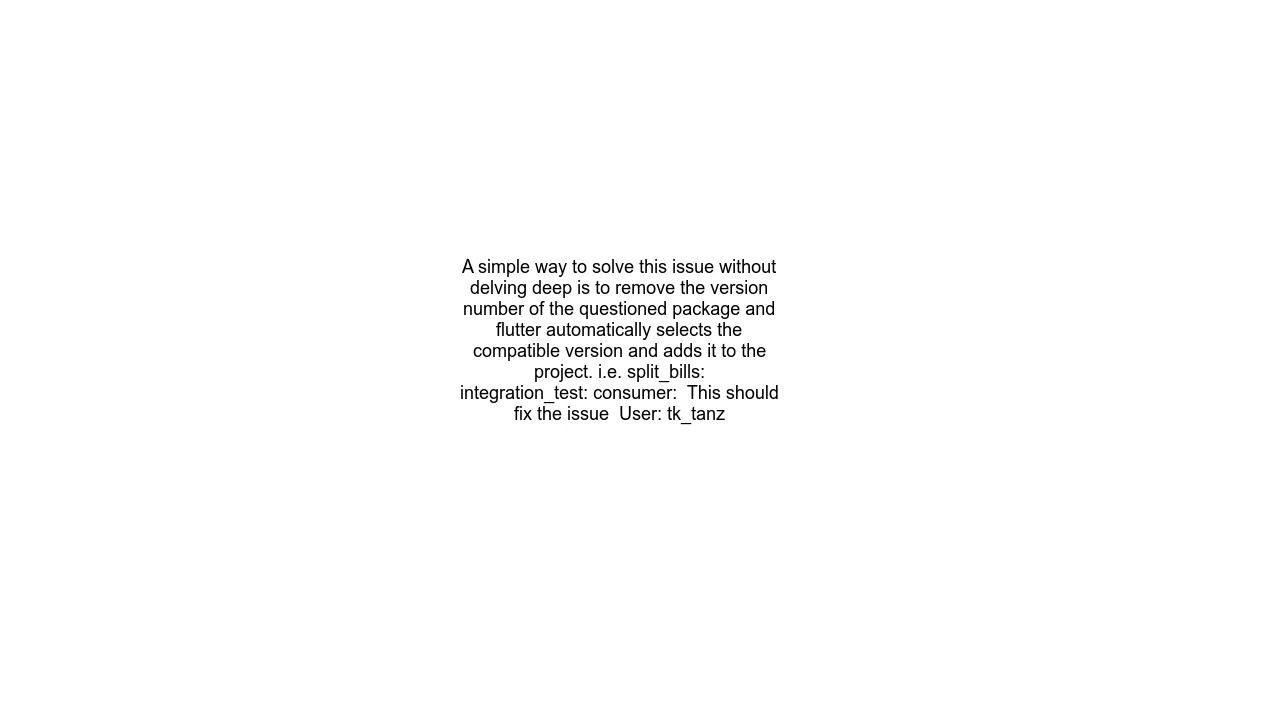 A simple way to solve this issue without
delving deep is to remove the version
number of the questioned package and
flutter automatically selects the
compatible version and adds it to the
project. i.e. split_bills:
integration_test: consumer:  This should
fix the issue  User: tk_tanz